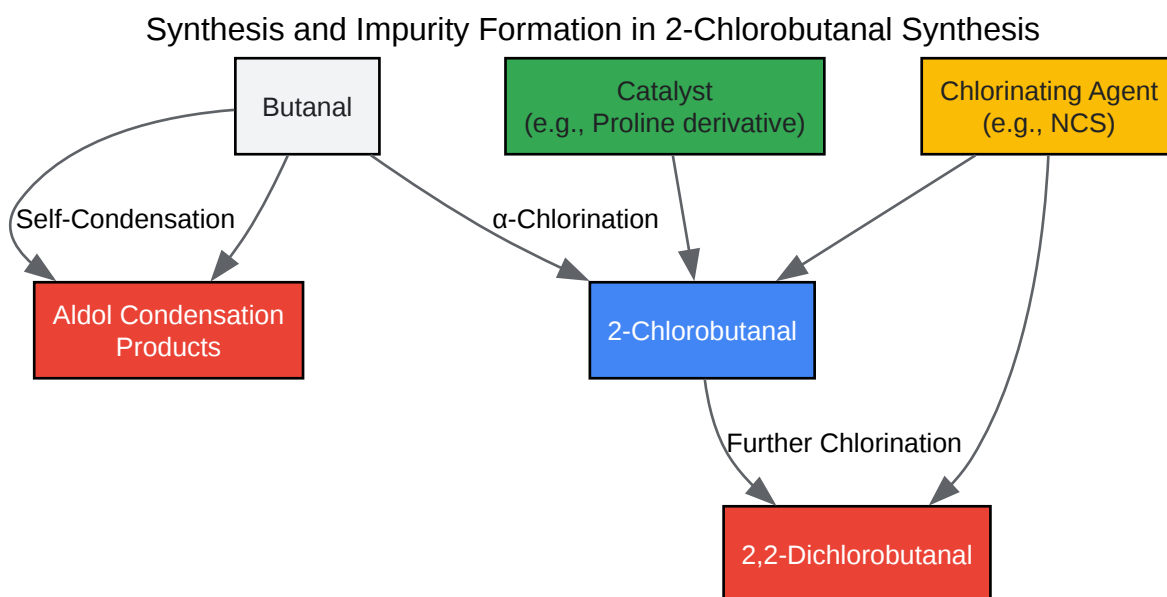 Synthesis and Impurity Formation in 2-Chlorobutanal Synthesis
Butanal
Catalyst
(e.g., Proline derivative)
Chlorinating Agent
(e.g., NCS)
Self-Condensation
α-Chlorination
Aldol Condensation
Products
2-Chlorobutanal
Further Chlorination
2,2-Dichlorobutanal